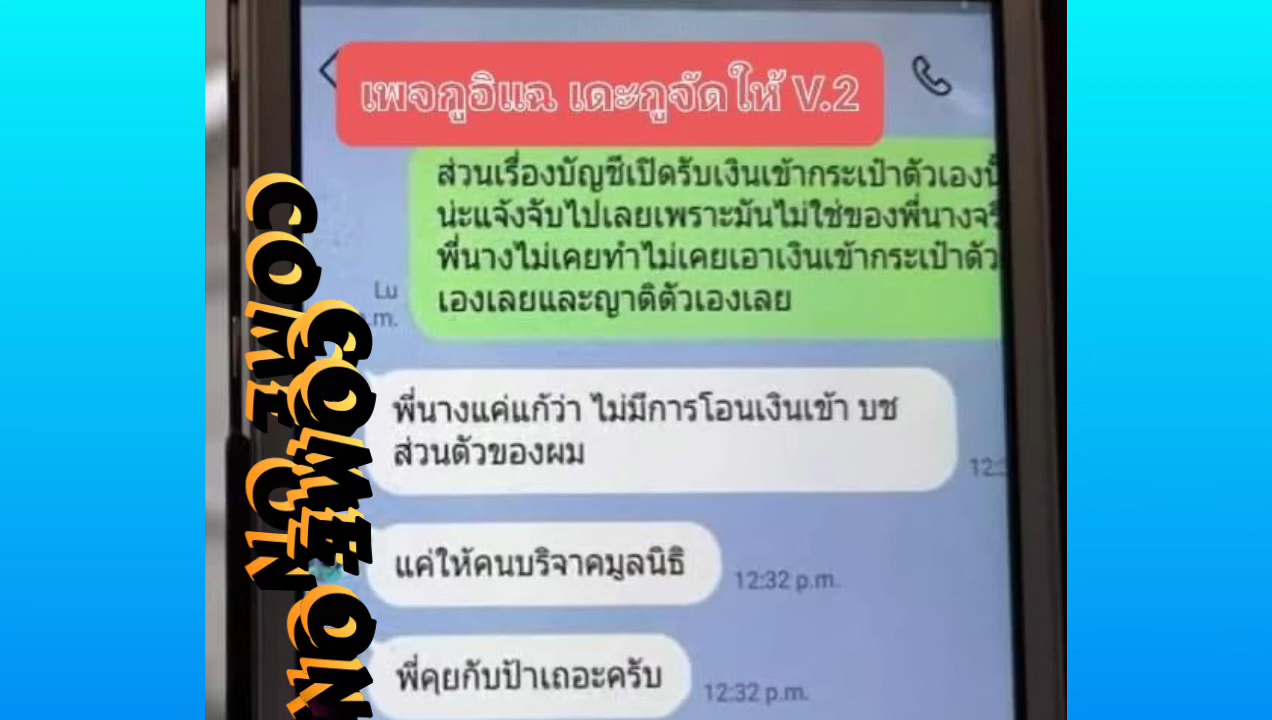 เพจกูอิแฉ เดะกูจัดให้ V.2
ส่วนเรื่องบัญชีเปิดรับเงินเข้ากระเป๋าตัวเองนั้
น่ะแจ้งจับไปเลยเพราะมันไม่ใช่ของพี่นางจริ
พี่นางไม่เคยทำไม่เคยเอาเงินเข้ากระเป๋าตัว
เองเลยและญาติตัวเองเลย
Lu
.m.
พี่นางแค่แก้ว่า ไม่มีการโอนเงินเข้า บช
ส่วนตัวของผม
แค่ให้คนบริจาคมูลนิธิ
12:32 p.m.
พี่คุยกับป้าเถอะครับ
12:32 p.m.
COME ON
COME ON